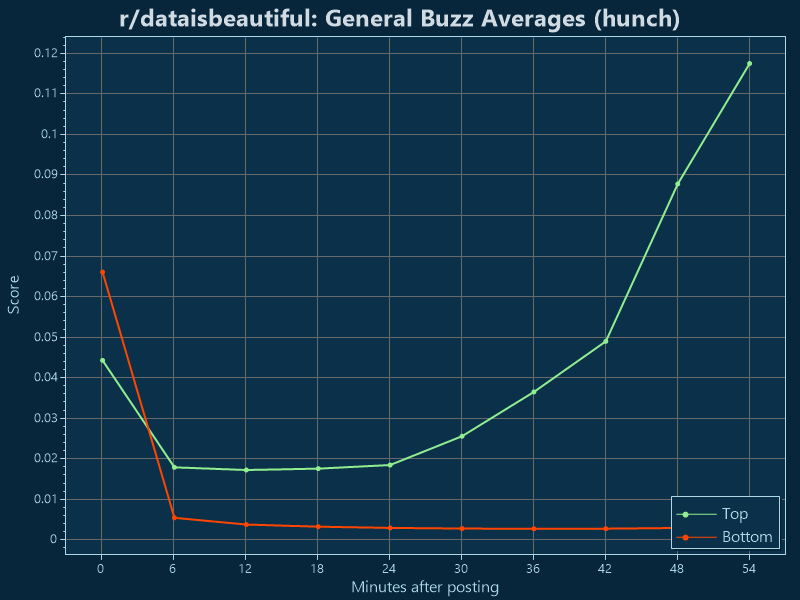 r/dataisbeautiful: General Buzz Averages (hunch)
0.12
0.11
0.1
0.09
0.08
0.07
0.06
0.05
0.04
0.03
0.02
0.01
0
Score
Top
Bottom
0 6 12 18 24 30 36 42 48 54
Minutes after posting